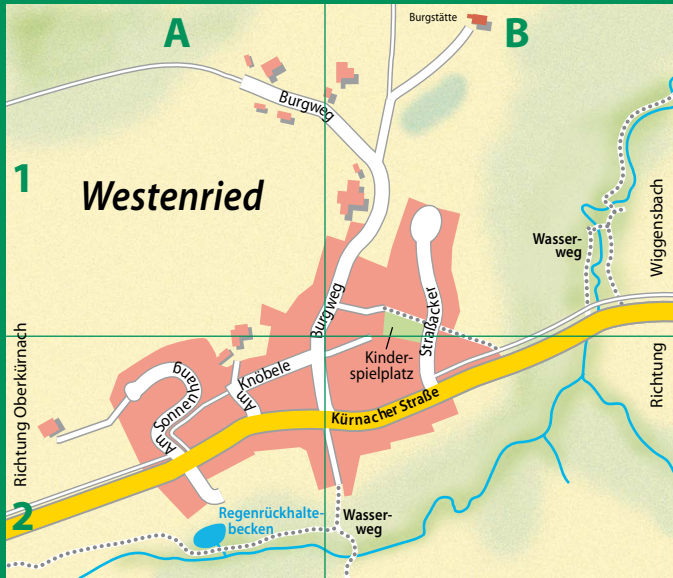 A
B
Burgstätte
Burgweg
1
Westenried
Wasser-
weg
Wiggensbach
Burgweg
Straßäcker
Kinder-
spielplatz
Richtung Oberkürnach
Richtung
Am Sonnenhang
Am Knöbele
Kürnacher Straße
2
Regenrückhalte-
becken
Wasser-
weg